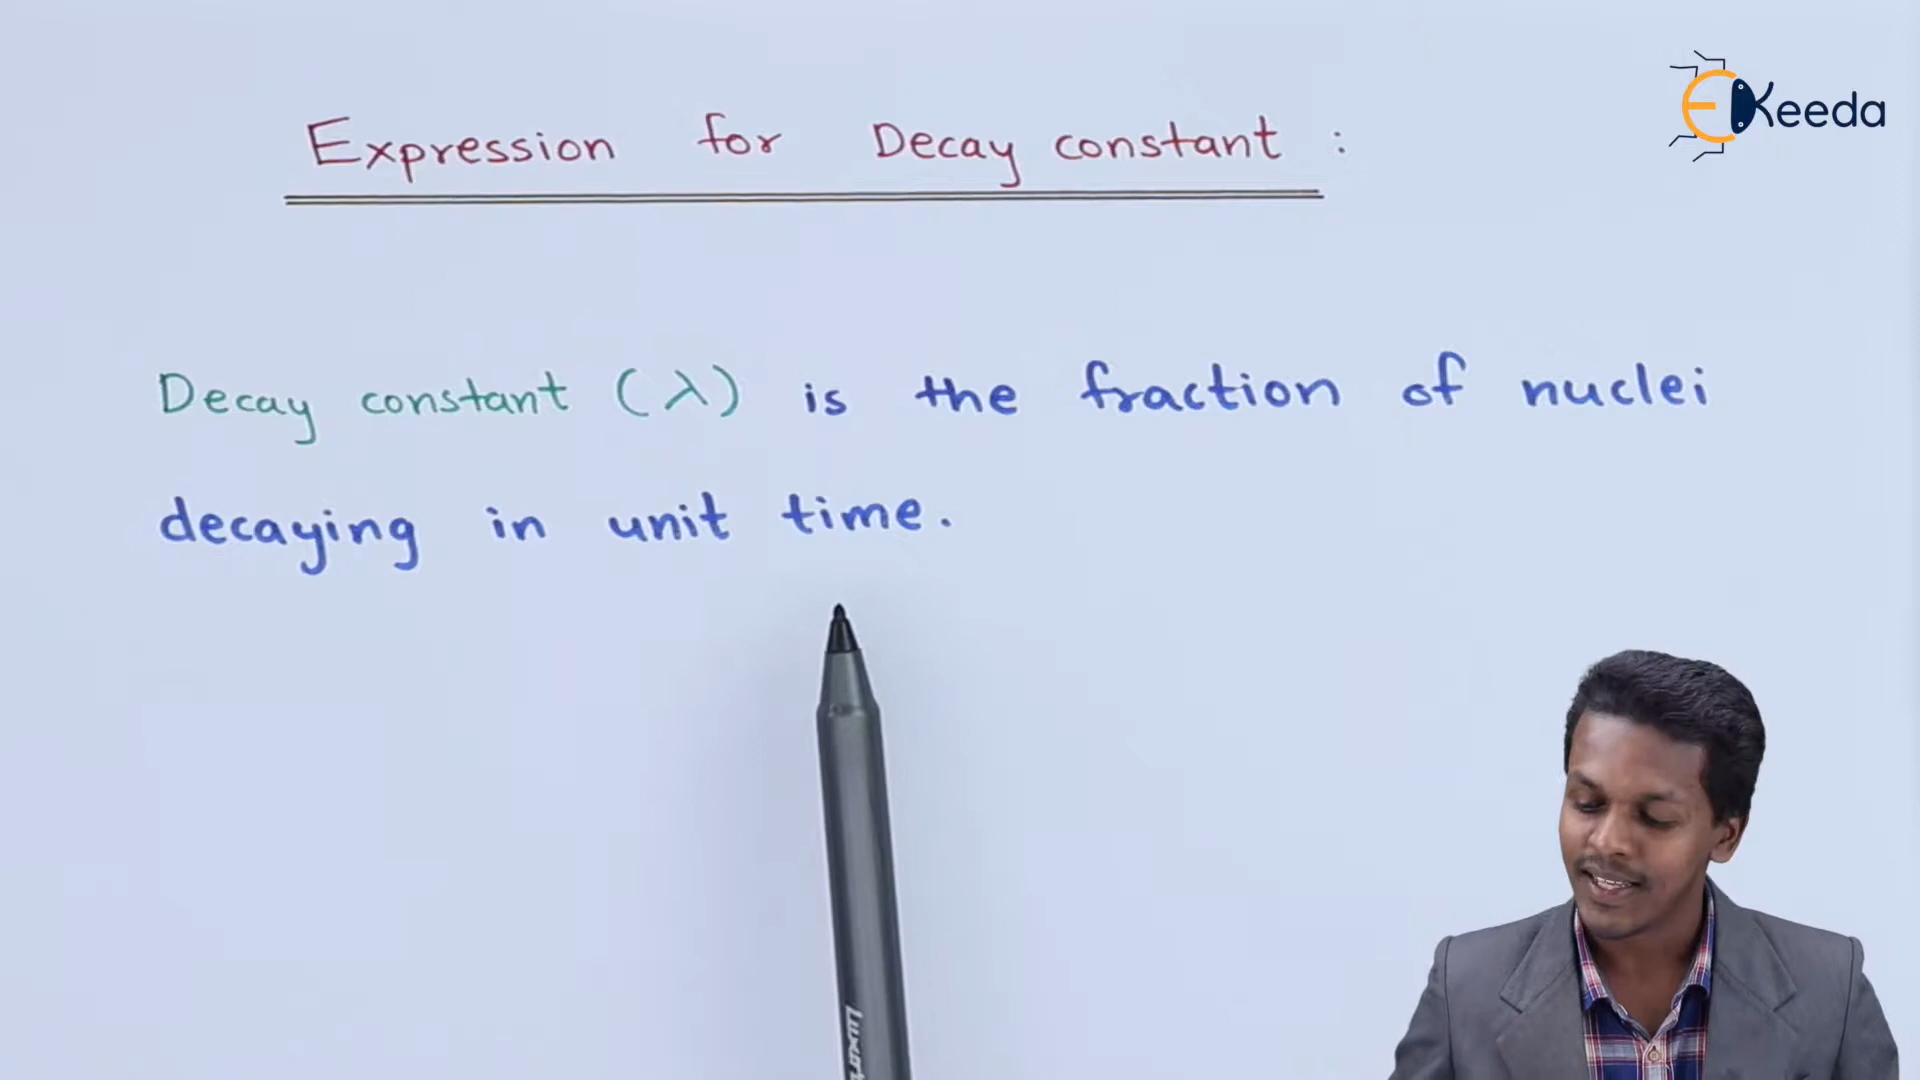 Expression for Decay constant :
EKeeda
Decay constant (λ) is the fraction of nuclei
decaying in unit time.